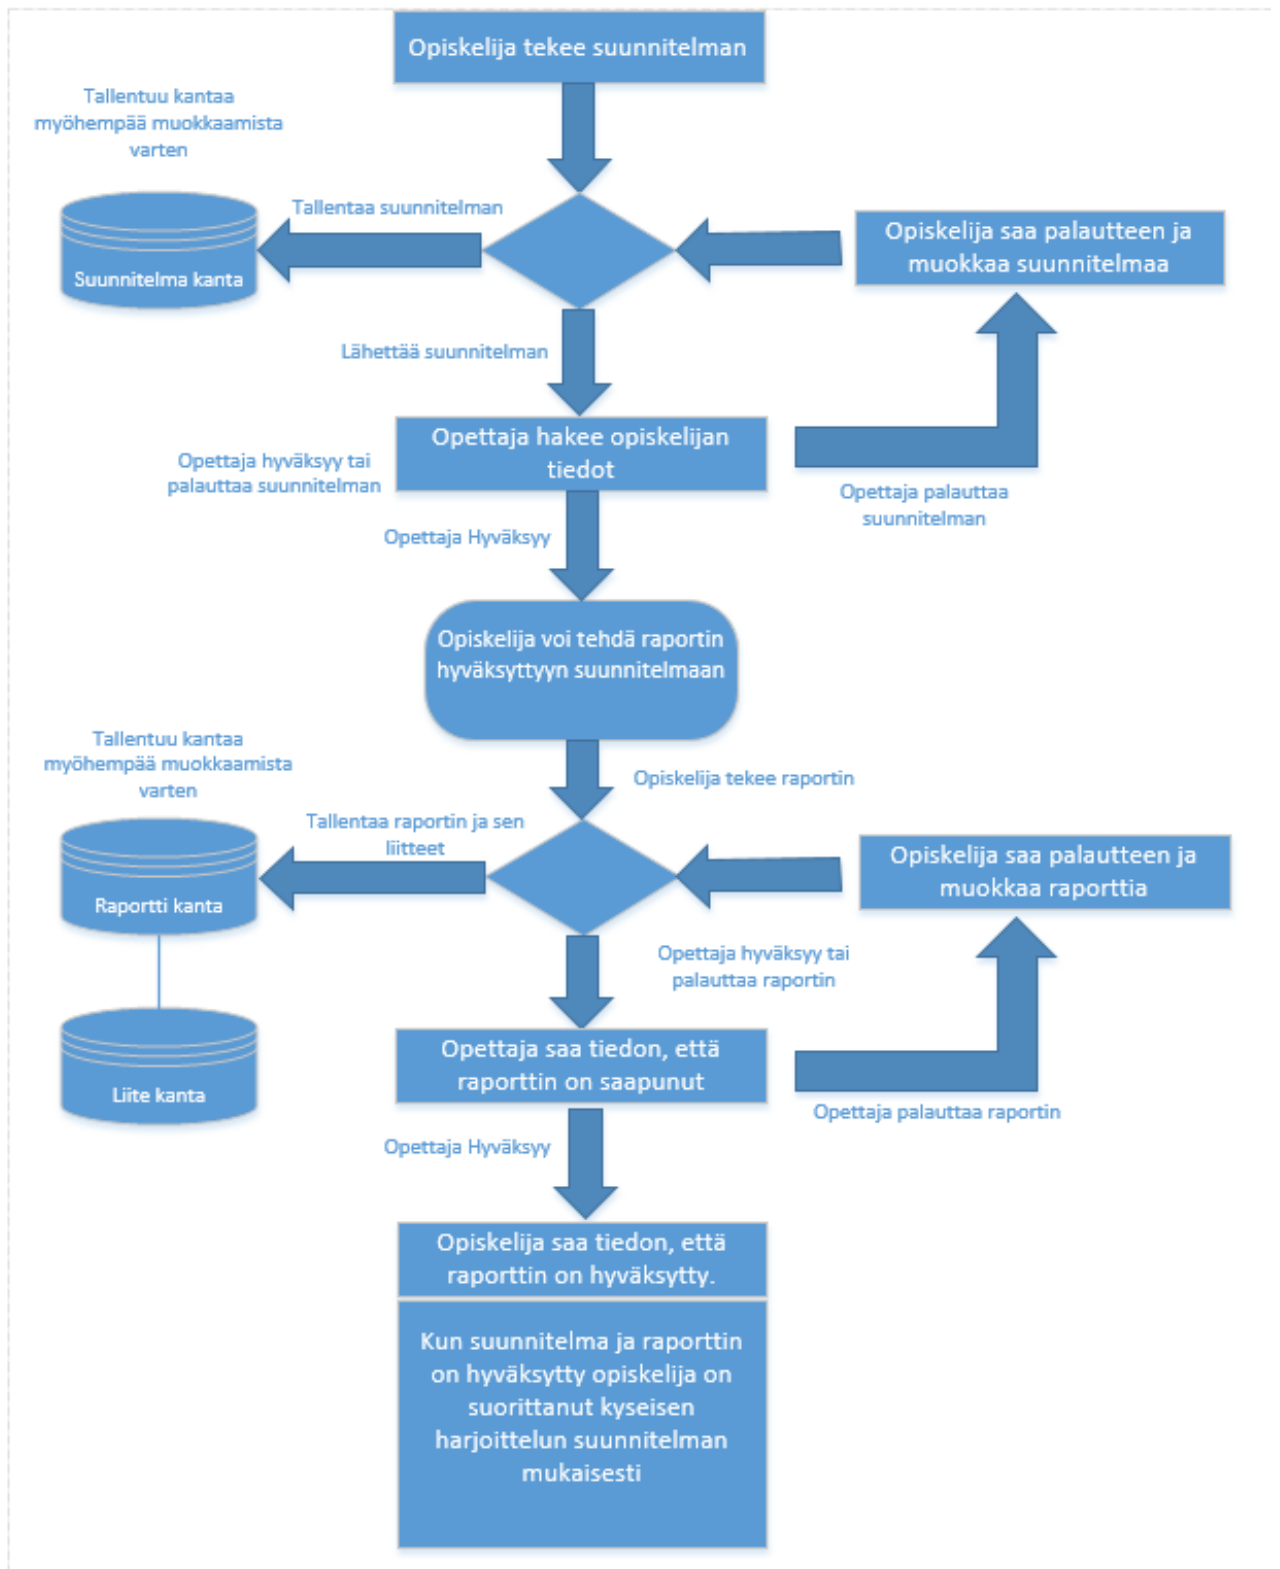 Opiskelija tekee suunnitelman
Tallentuu kantaa
myöhempää muokkaamista
varten
Tallentaa suunnitelman
Suunnitelma kanta
Opiskelija saa palautteen ja
muokkaa suunnitelmaa
Lähettää suunnitelman
Opettaja hakee opiskelijan
tiedot
Opettaja hyväksyy tai
palauttaa suunnitelman
Opettaja palauttaa
suunnitelman
Opettaja Hyväksyy
Opiskelija voi tehdä raportin
hyväksyttyyn suunnitelmaan
Tallentuu kantaa
myöhempää muokkaamista
varten
Opiskelija tekee raportin
Tallentaa raportin ja sen
liitteet
Raportti kanta
Opiskelija saa palautteen ja
muokkaa raporttia
Opettaja hyväksyy tai
palauttaa raportin
Liite kanta
Opettaja saa tiedon, että
raporttin on saapunut
Opettaja palauttaa raportin
Opettaja Hyväksyy
Opiskelija saa tiedon, että
raporttin on hyväksytty.
Kun suunnitelma ja raporttin
on hyväksytty opiskelija on
suorittanut kyseisen
harjoittelun suunnitelman
mukaisesti